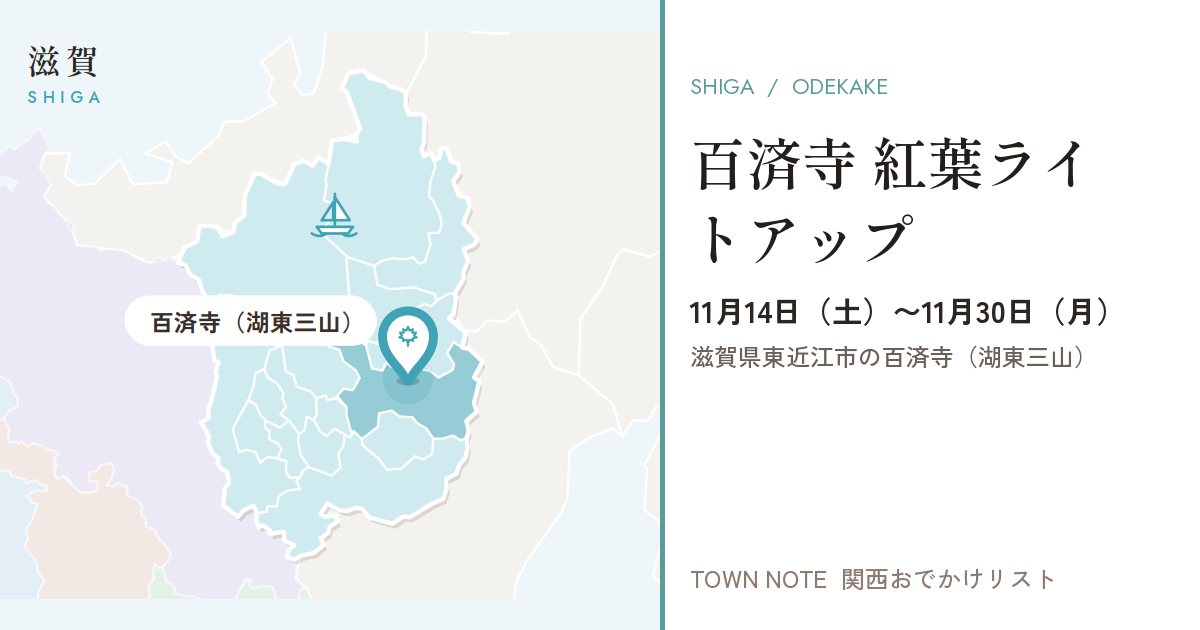 滋賀
SHIGA
百済寺（湖東三山）
SHIGA / ODEKAKE
百済寺 紅葉ライ
トアップ
11月14日（土）〜11月30日（月）
滋賀県東近江市の百済寺（湖東三山）
TOWN NOTE 関西おでかけリスト